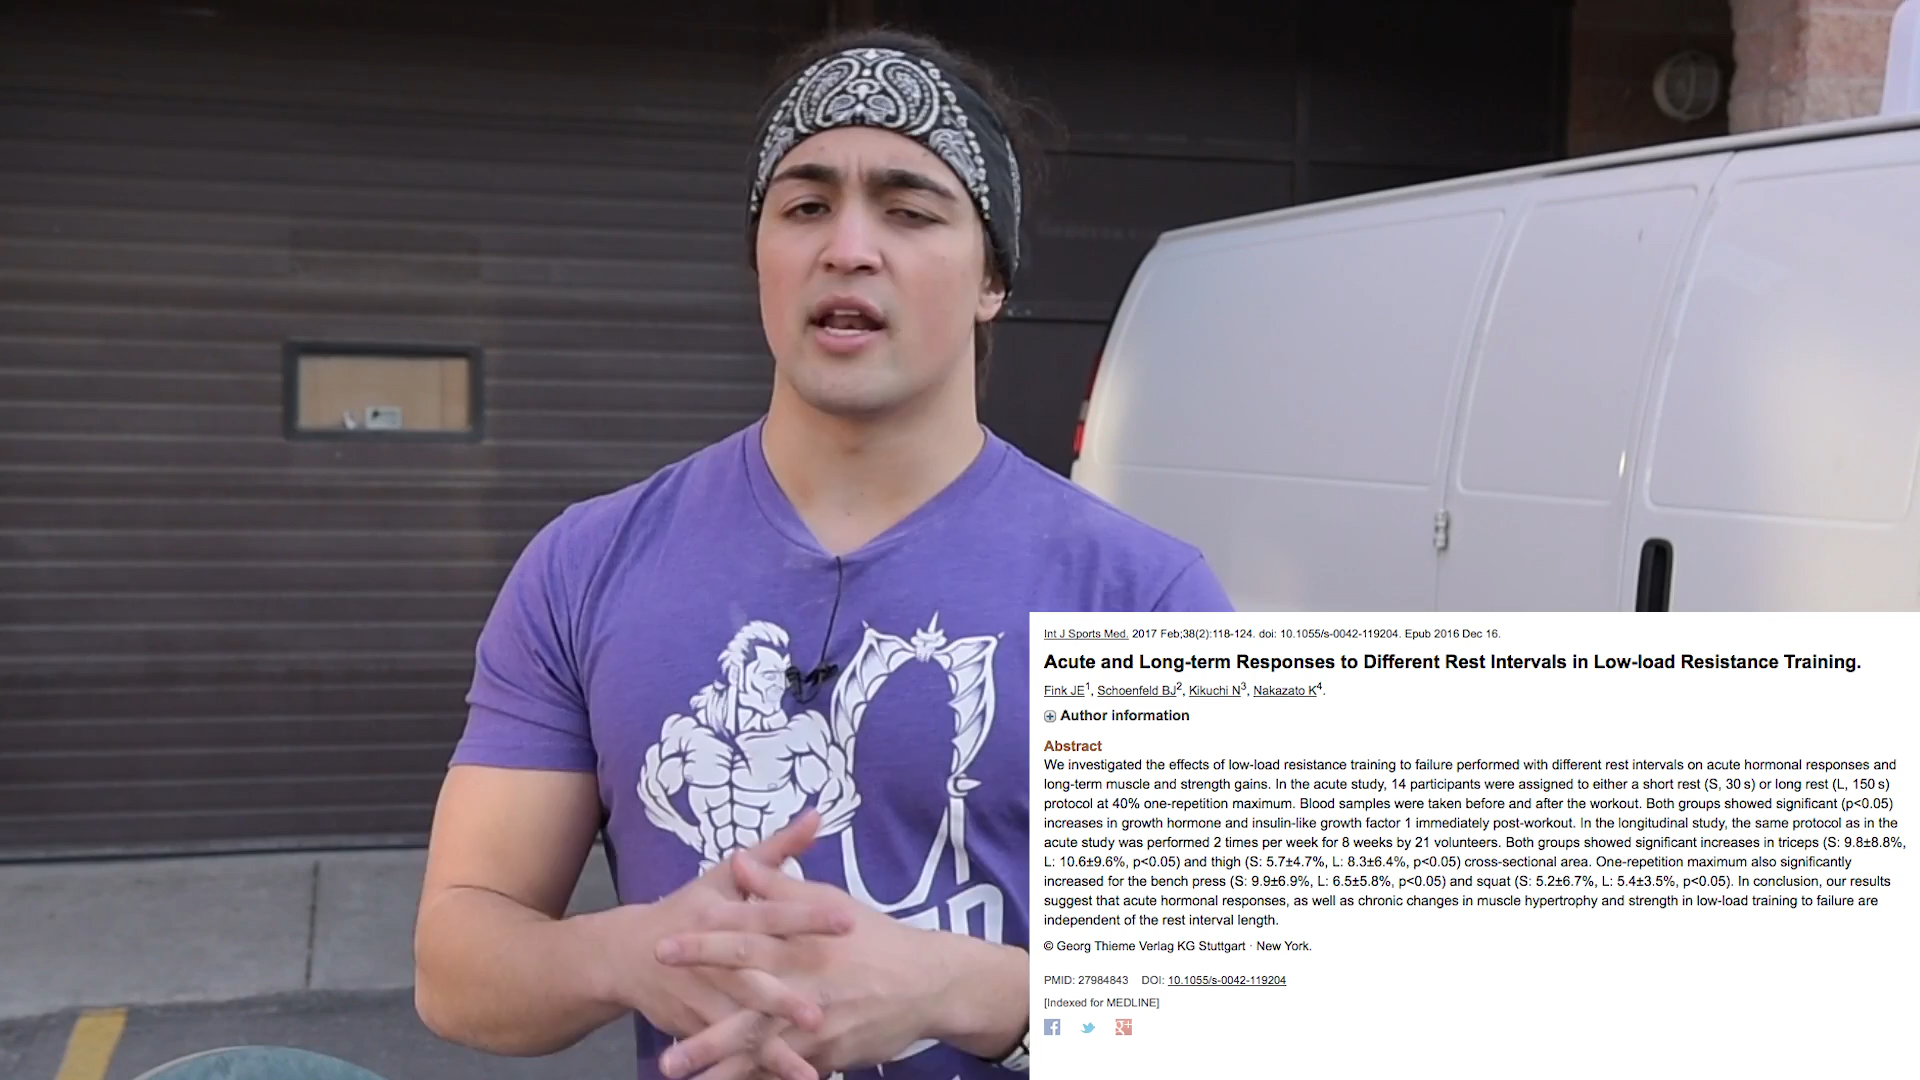 Int J Sports Med. 2017 Feb;38(2):118-124. doi: 10.1055/s-0042-119204. Epub 2016 Dec 16.
Acute and Long-term Responses to Different Rest Intervals in Low-load Resistance Training.
Fink JE1, Schoenfeld BJ2, Kikuchi N3, Nakazato K4.
Author information
Abstract
We investigated the effects of low-load resistance training to failure performed with different rest intervals on acute hormonal responses and
long-term muscle and strength gains. In the acute study, 14 participants were assigned to either a short rest (S, 30 s) or long rest (L, 150 s)
protocol at 40% one-repetition maximum. Blood samples were taken before and after the workout. Both groups showed significant (p<0.05)
increases in growth hormone and insulin-like growth factor 1 immediately post-workout. In the longitudinal study, the same protocol as in the
acute study was performed 2 times per week for 8 weeks by 21 volunteers. Both groups showed significant increases in triceps (S: 9.8±8.8%,
L: 10.6±9.6%, p<0.05) and thigh (S: 5.7±4.7%, L: 8.3±6.4%, p<0.05) cross-sectional area. One-repetition maximum also significantly
increased for the bench press (S: 9.9±6.9%, L: 6.5±5.8%, p<0.05) and squat (S: 5.2±6.7%, L: 5.4±3.5%, p<0.05). In conclusion, our results
suggest that acute hormonal responses, as well as chronic changes in muscle hypertrophy and strength in low-load training to failure are
independent of the rest interval length.
© Georg Thieme Verlag KG Stuttgart · New York.
PMID: 27984843 DOI: 10.1055/s-0042-119204
[Indexed for MEDLINE]